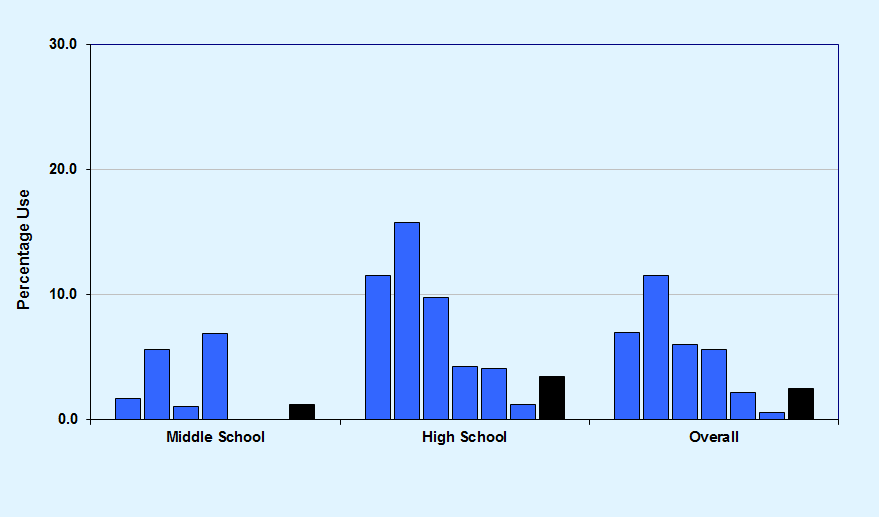 30.0
20.0
10.0
0.0
Percentage Use
Middle School
High School
Overall